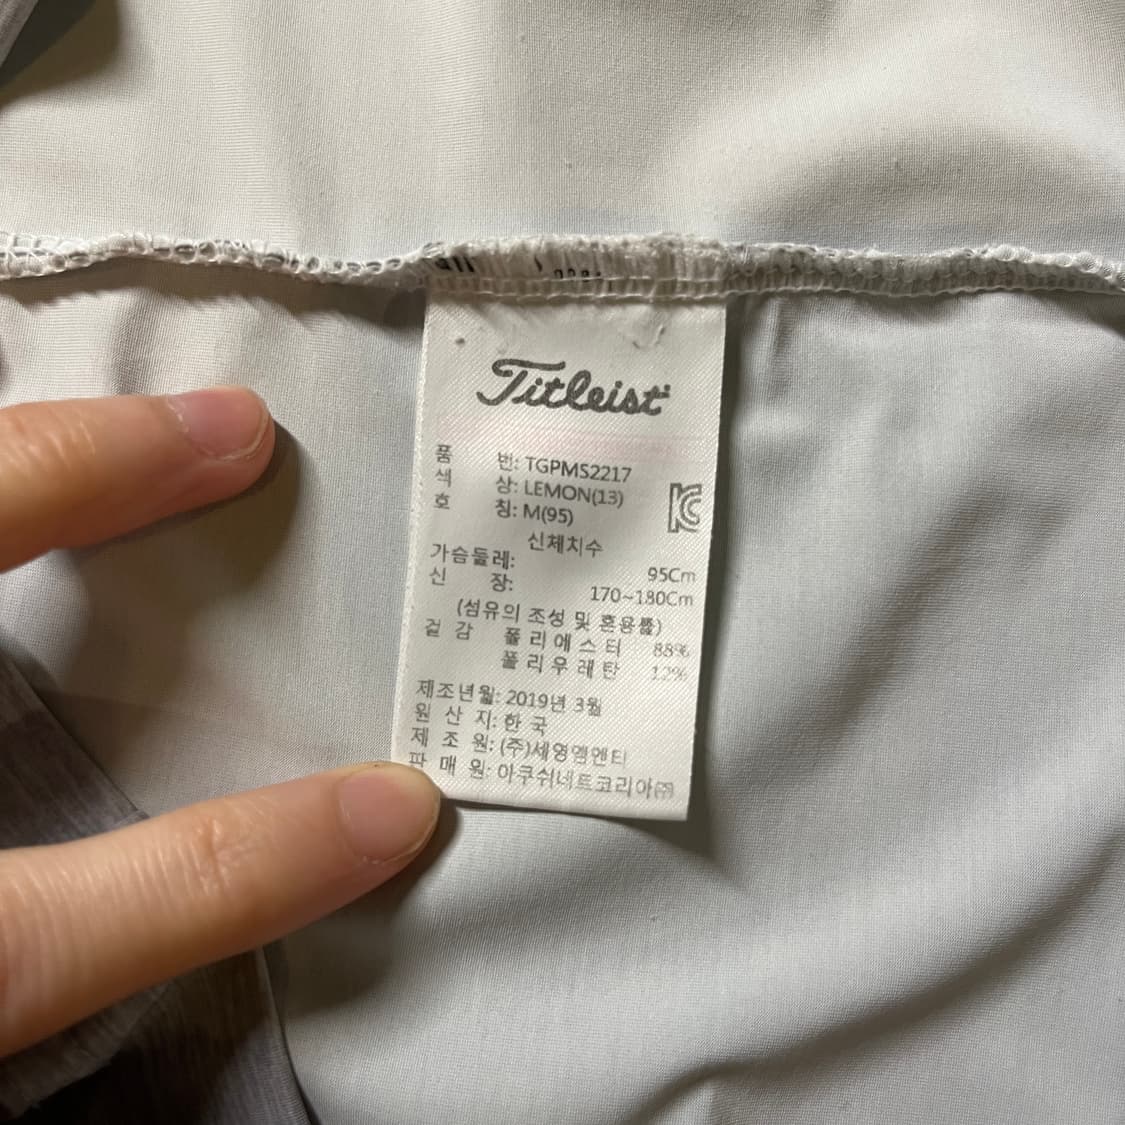 Titleist
품 번: TGPMS2217
색 상: LEMON(13)
호 칭: M(95)
신체치수
가슴둘레: 95Cm
신 장: 170~180Cm
(섬유의 조성 및 혼용률)
겉 감 폴리에스터 88%
폴리우레탄 12%
제조년월: 2019년 3월
원 산 지: 한 국
제 조 원: (주)세영엠엔티
판 매 원: 아쿠쉬네트코리아㈜